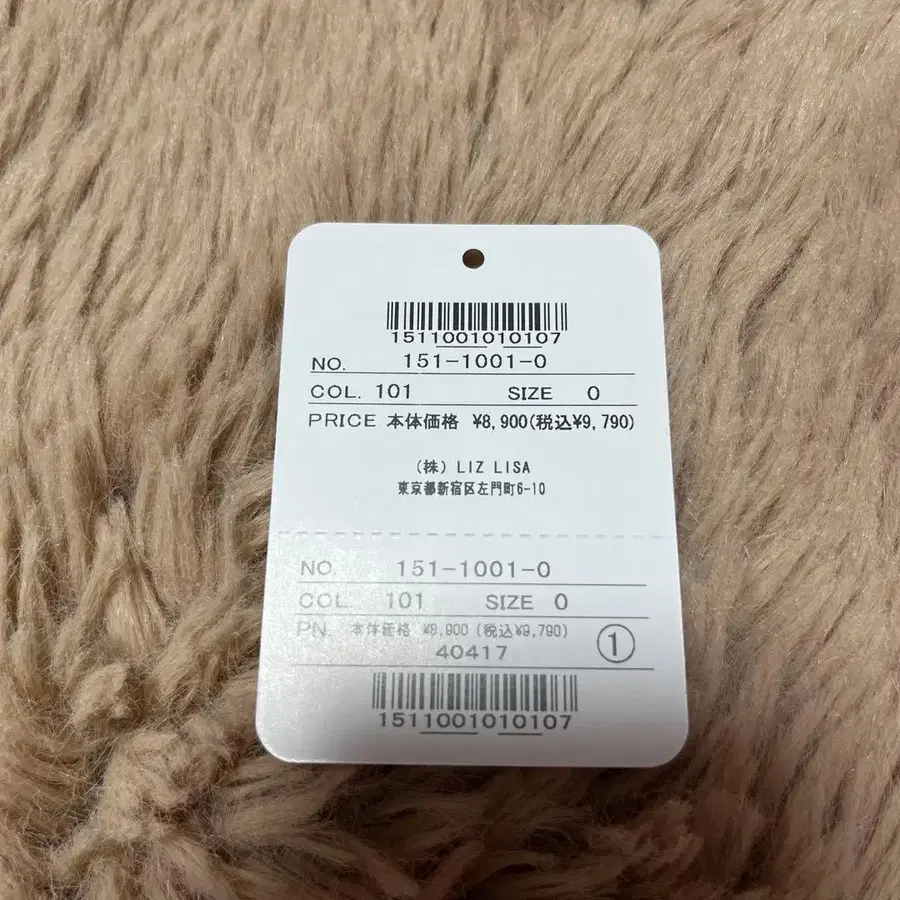 1511001010107
NO. 151-1001-0
COL. 101 SIZE 0
PRICE 本体価格 ¥8,900(税込¥9,790)
(株) LIZ LISA
東京都新宿区左門町6-10
NO. 151-1001-0
COL. 101 SIZE 0
PN. 本体価格 ¥8,900 (税込¥9,790)
40417 ①
1511001010107